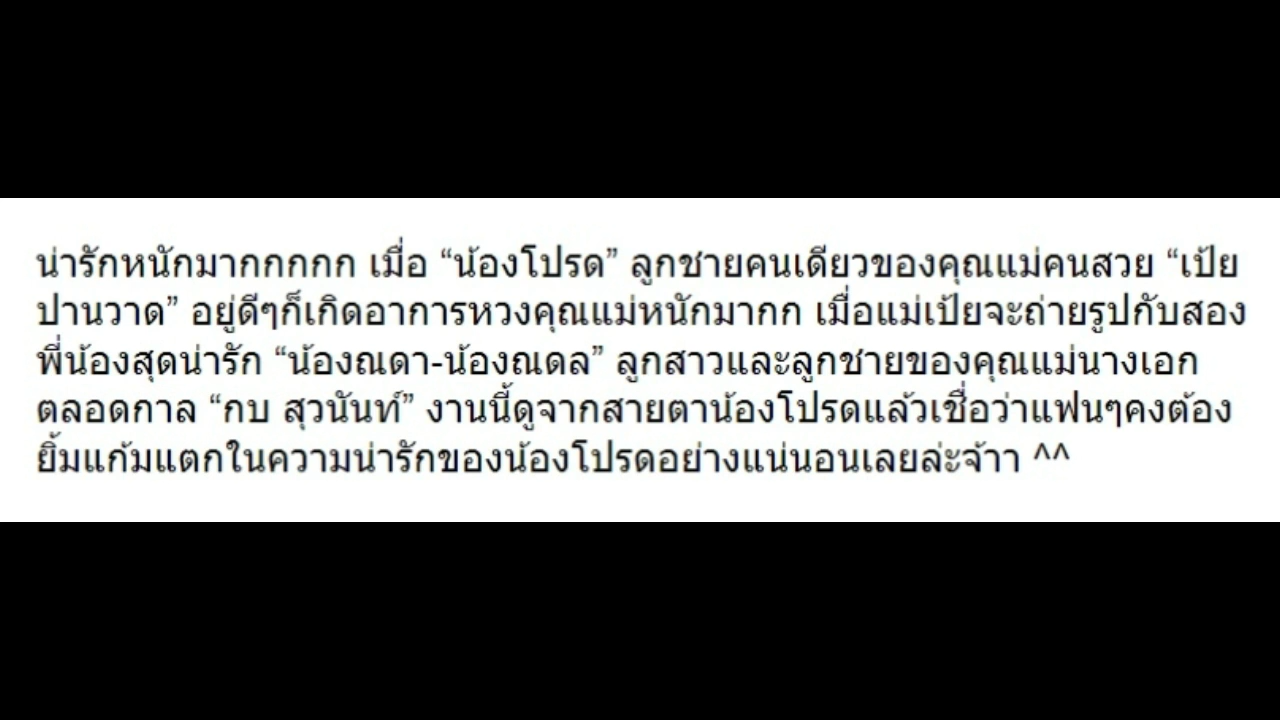 น่ารักหนักมากกกกกก เมื่อ “น้องโปรด” ลูกชายคนเดียวของคุณแม่คนสวย “เป้ย
ปานวาด” อยู่ดีๆก็เกิดอาการหวงคุณแม่หนักมากก เมื่อแม่เป้ยจะถ่ายรูปกับสอง
พี่น้องสุดน่ารัก “น้องณดา-น้องณดล” ลูกสาวและลูกชายของคุณแม่นางเอก
ตลอดกาล “กบ สุวนันท์” งานนี้ดูจากสายตาน้องโปรดแล้วเชื่อว่าแฟนๆคงต้อง
ยิ้มแก้มแตกในความน่ารักของน้องโปรดอย่างแน่นอนเลยล่ะจ้าา ^^